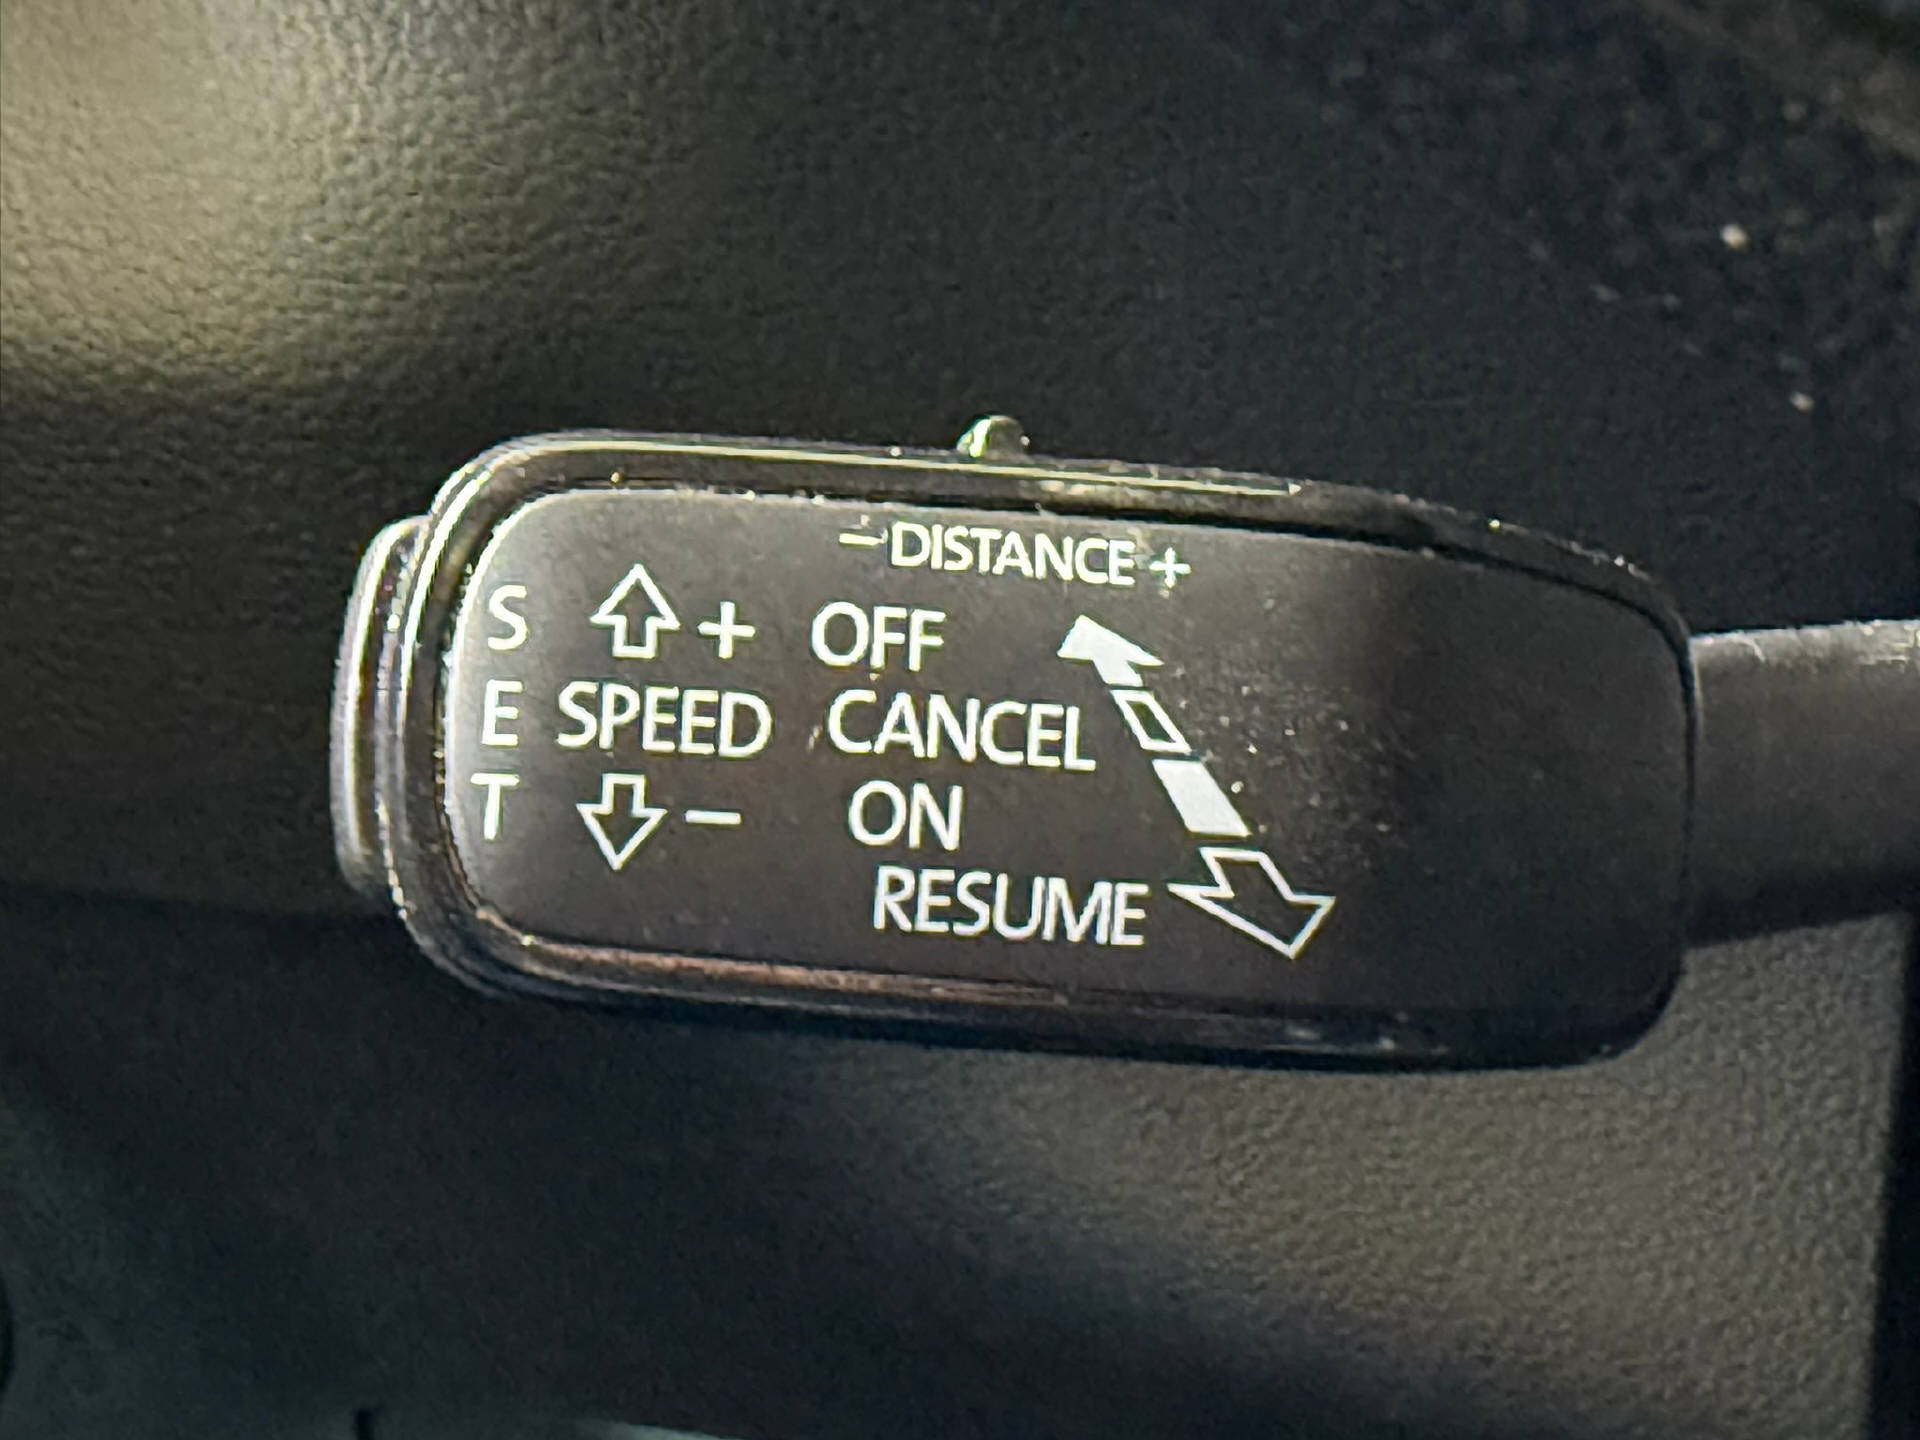 - DISTANCE +
S + OFF
E SPEED CANCEL
T - ON
RESUME